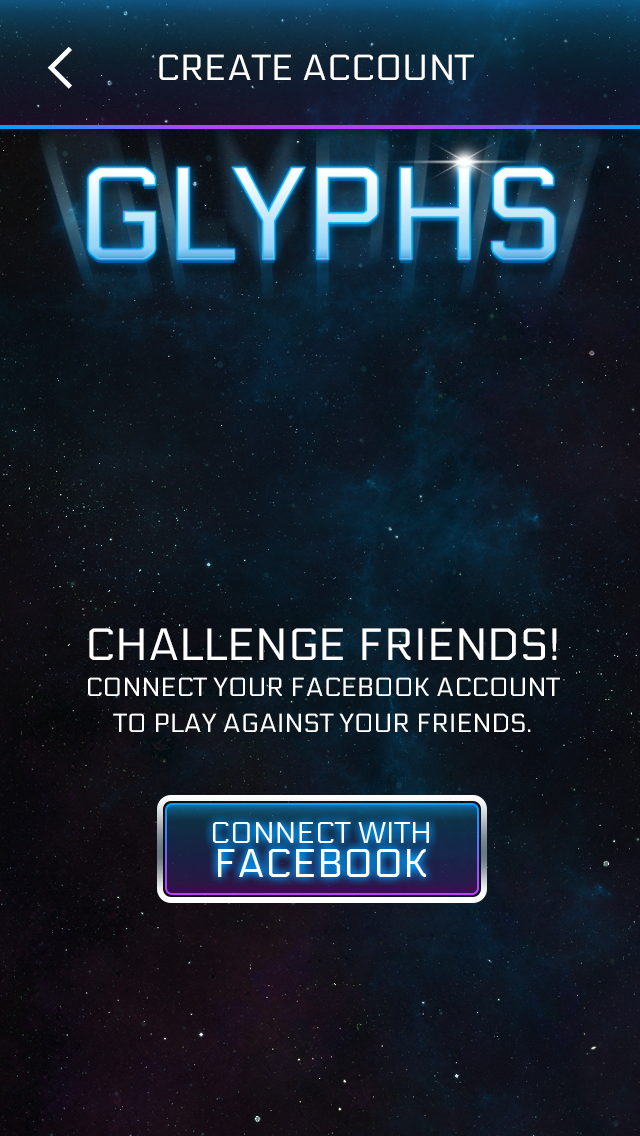 CREATE ACCOUNT
GLYPHS
CHALLENGE FRIENDS!
CONNECT YOUR FACEBOOK ACCOUNT
TO PLAY AGAINST YOUR FRIENDS.
CONNECT WITH
FACEBOOK